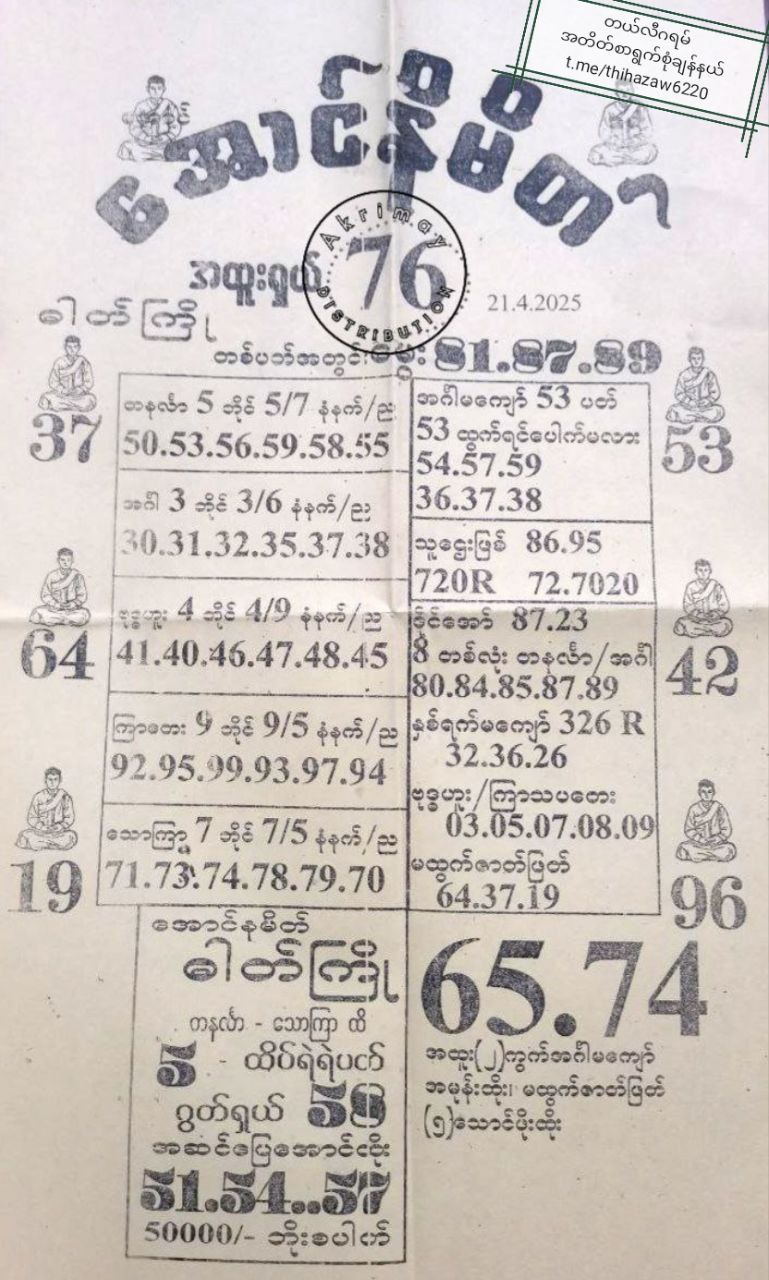 တယ်လီဂရမ်
အတိတ်စာရွက်စုံချန်နယ်
t.me/thihazaw6220
အောင်နိမိတ်တာ
Akrimay
DISTRIBUTION
အထူးရှယ် 76
21.4.2025
ဓါတ်ကြို
တစ်ပတ်အတွင်း 81.87.89
37
တနင်္လာ 5 ဘိုင် 5/7 နံနက်/ည
50.53.56.59.58.55
အင်္ဂါ 3 ဘိုင် 3/6 နံနက်/ည
30.31.32.35.37.38
64
ဗုဒ္ဓဟူး 4 ဘိုင် 4/9 နံနက်/ည
41.40.46.47.48.45
ကြာတေး 9 ဘိုင် 9/5 နံနက်/ည
92.95.99.93.97.94
19
သောကြာ 7 ဘိုင် 7/5 နံနက်/ည
71.73.74.78.79.70
အင်္ဂါမကျော် 53 ပတ်
53 ထွက်ရင်ပေါက်မလား
54.57.59
36.37.38
53
သူဌေးဖြစ် 86.95
720R 72.7020
ခိုင်အော် 87.23
8 တစ်လုံး တနင်္လာ/အင်္ဂါ
80.84.85.87.89
42
နှစ်ရက်မကျော် 326 R
32.36.26
ဗုဒ္ဓဟူး/ကြာသပတေး
03.05.07.08.09
မထွက်ဇာတ်ဖြတ်
64.37.19
96
အောင်နမိတ်
ဓါတ်ကြို
တနင်္လာ - သောကြာ ထိ
5 - ထိပ်ရဲရဲပတ်
ဂွတ်ရှယ် 58
အဆင်ပြေအောင်ငိုး
51.54..57
50000/- ဘိုးစပါတ်
65.74
အထူး(၂)ကွက်အင်္ဂါမကျော်
အမုန်းထိုး၊ မထွက်ဇာတ်ဖြတ်
(၅)သောင်ဖိုးထိုး